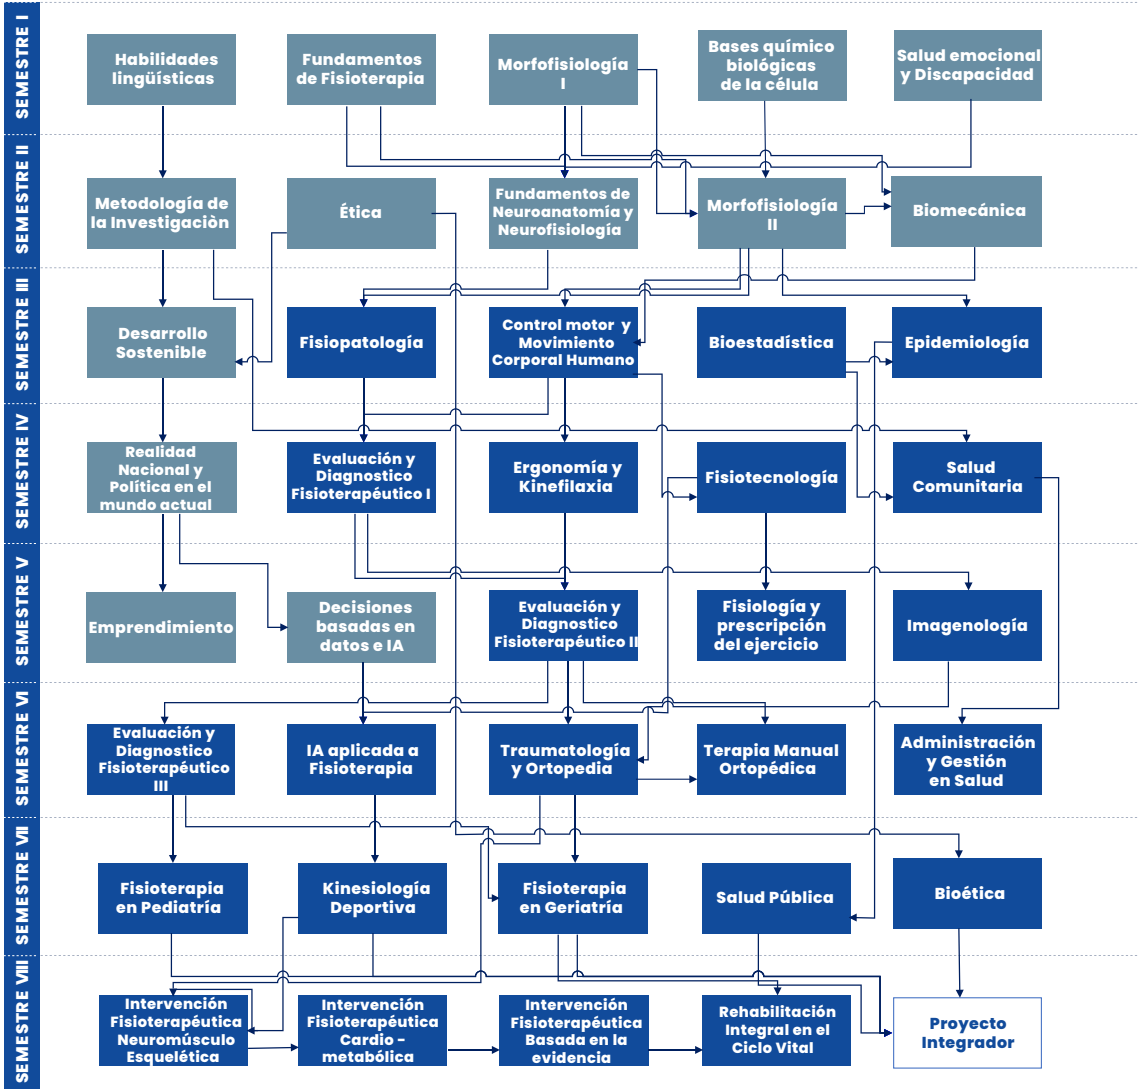 SEMESTRE I
Habilidades
lingüísticas
Fundamentos
de Fisioterapia
Morfofisiología
I
Bases químico
biológicas
de la célula
Salud emocional
y Discapacidad
SEMESTRE II
Metodología de
la Investigaciòn
Ética
Fundamentos de
Neuroanatomía y
Neurofisiología
Morfofisiología
II
Biomecánica
SEMESTRE III
Desarrollo
Sostenible
Fisiopatología
Control motor y
Movimiento
Corporal Humano
Bioestadística
Epidemiología
SEMESTRE IV
Realidad
Nacional y
Política en el
mundo actual
Evaluación y
Diagnostico
Fisioterapéutico I
Ergonomía y
Kinefilaxia
Fisiotecnología
Salud
Comunitaria
SEMESTRE V
Emprendimiento
Decisiones
basadas en
datos e IA
Evaluación y
Diagnostico
Fisioterapéutico II
Fisiología y
prescripción
del ejercicio
Imagenología
SEMESTRE VI
Evaluación y
Diagnostico
Fisioterapéutico
III
IA aplicada a
Fisioterapia
Traumatología
y Ortopedia
Terapia Manual
Ortopédica
Administración
y Gestión
en Salud
SEMESTRE VII
Fisioterapia
en Pediatría
Kinesiología
Deportiva
Fisioterapia
en Geriatría
Salud Pública
Bioética
SEMESTRE VIII
Intervención
Fisioterapéutica
Neuromúsculo
Esquelética
Intervención
Fisioterapéutica
Cardio -
metabólica
Intervención
Fisioterapéutica
Basada en la
evidencia
Rehabilitación
Integral en el
Ciclo Vital
Proyecto
Integrador